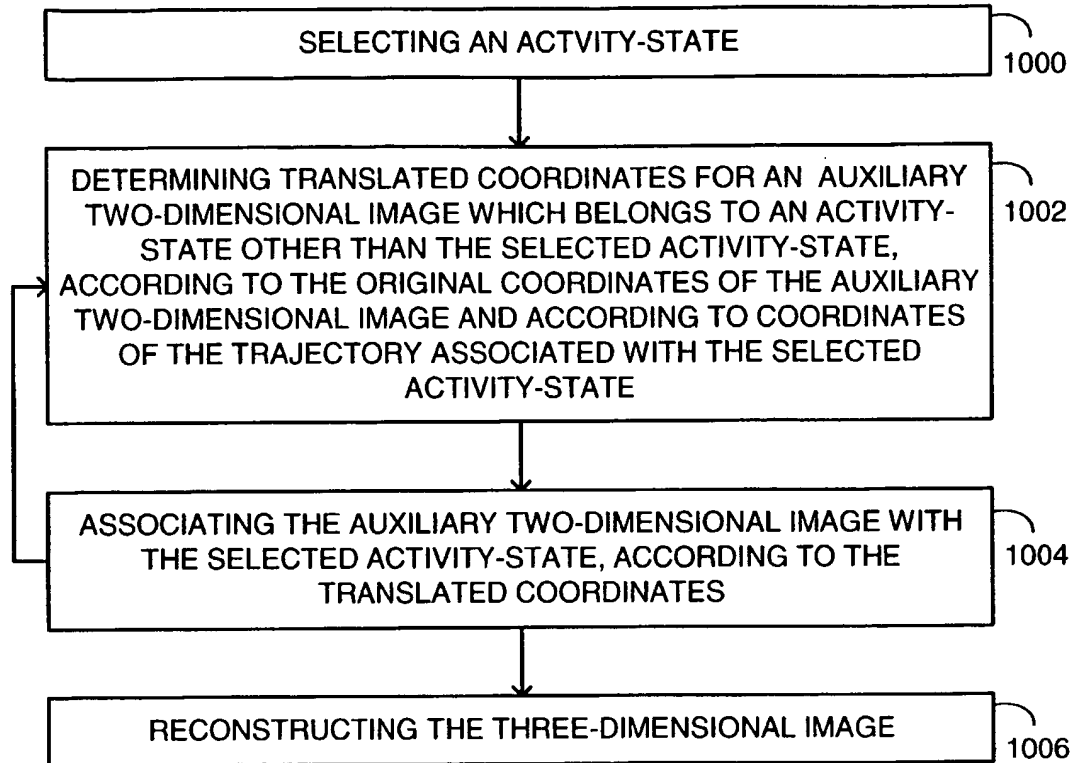 SELECTING AN ACTVITY-STATE
1000
DETERMINING TRANSLATED COORDINATES FOR AN AUXILIARY
TWO-DIMENSIONAL IMAGE WHICH BELONGS TO AN ACTIVITY-
STATE OTHER THAN THE SELECTED ACTIVITY-STATE,
ACCORDING TO THE ORIGINAL COORDINATES OF THE AUXILIARY
TWO-DIMENSIONAL IMAGE AND ACCORDING TO COORDINATES
OF THE TRAJECTORY ASSOCIATED WITH THE SELECTED
ACTIVITY-STATE
1002
ASSOCIATING THE AUXILIARY TWO-DIMENSIONAL IMAGE WITH
THE SELECTED ACTIVITY-STATE, ACCORDING TO THE
TRANSLATED COORDINATES
1004
RECONSTRUCTING THE THREE-DIMENSIONAL IMAGE
1006